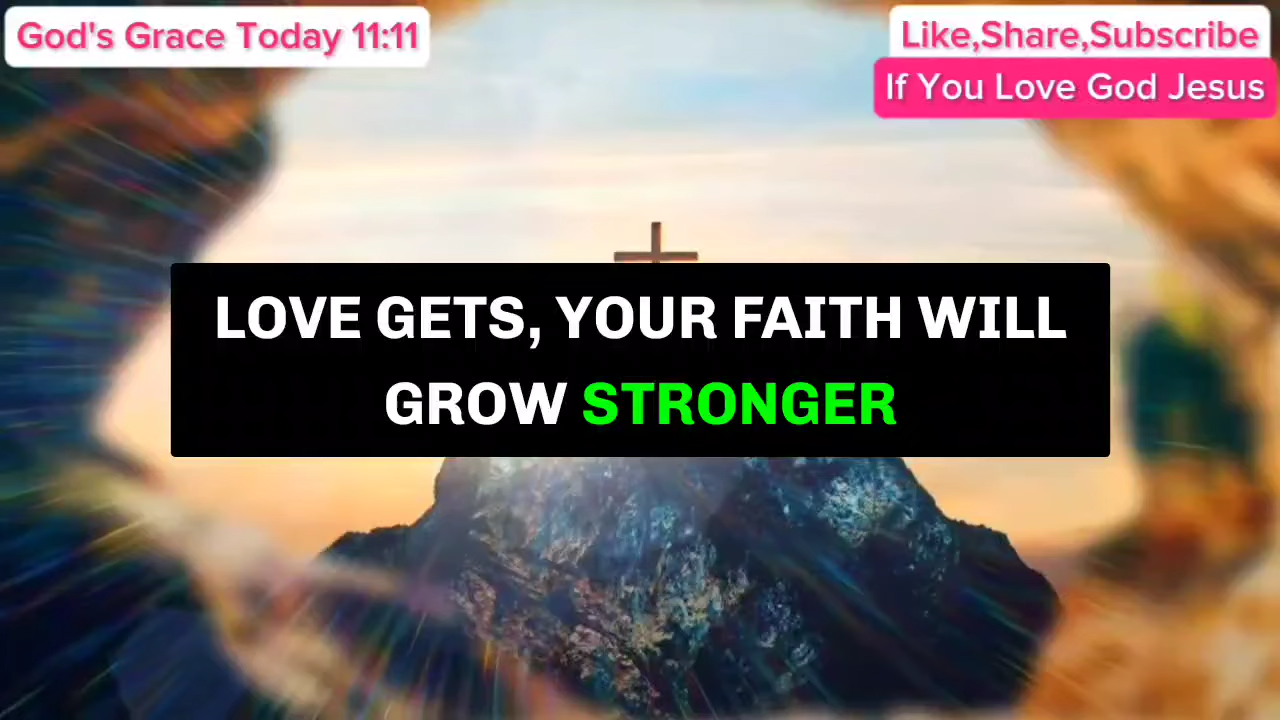 God's Grace Today 11:11
Like,Share,Subscribe
If You Love God Jesus
LOVE GETS, YOUR FAITH WILL
GROW STRONGER